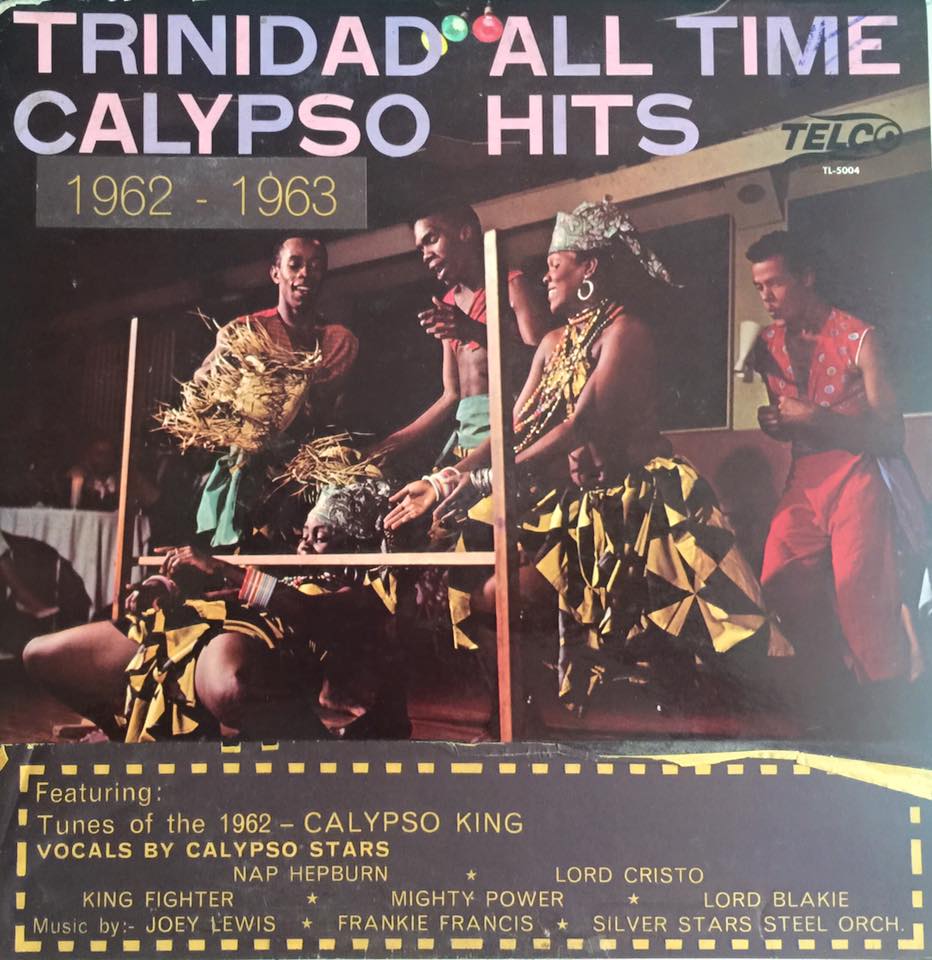 TRINIDAD ALL TIME
CALYPSO HITS
TELCO
TL-5004
1962 - 1963
Featuring:
Tunes of the 1962 – CALYPSO KING
VOCALS BY CALYPSO STARS
NAP HEPBURN ★ LORD CRISTO
KING FIGHTER ★ MIGHTY POWER ★ LORD BLAKIE
Music by:- JOEY LEWIS ★ FRANKIE FRANCIS ★ SILVER STARS STEEL ORCH.